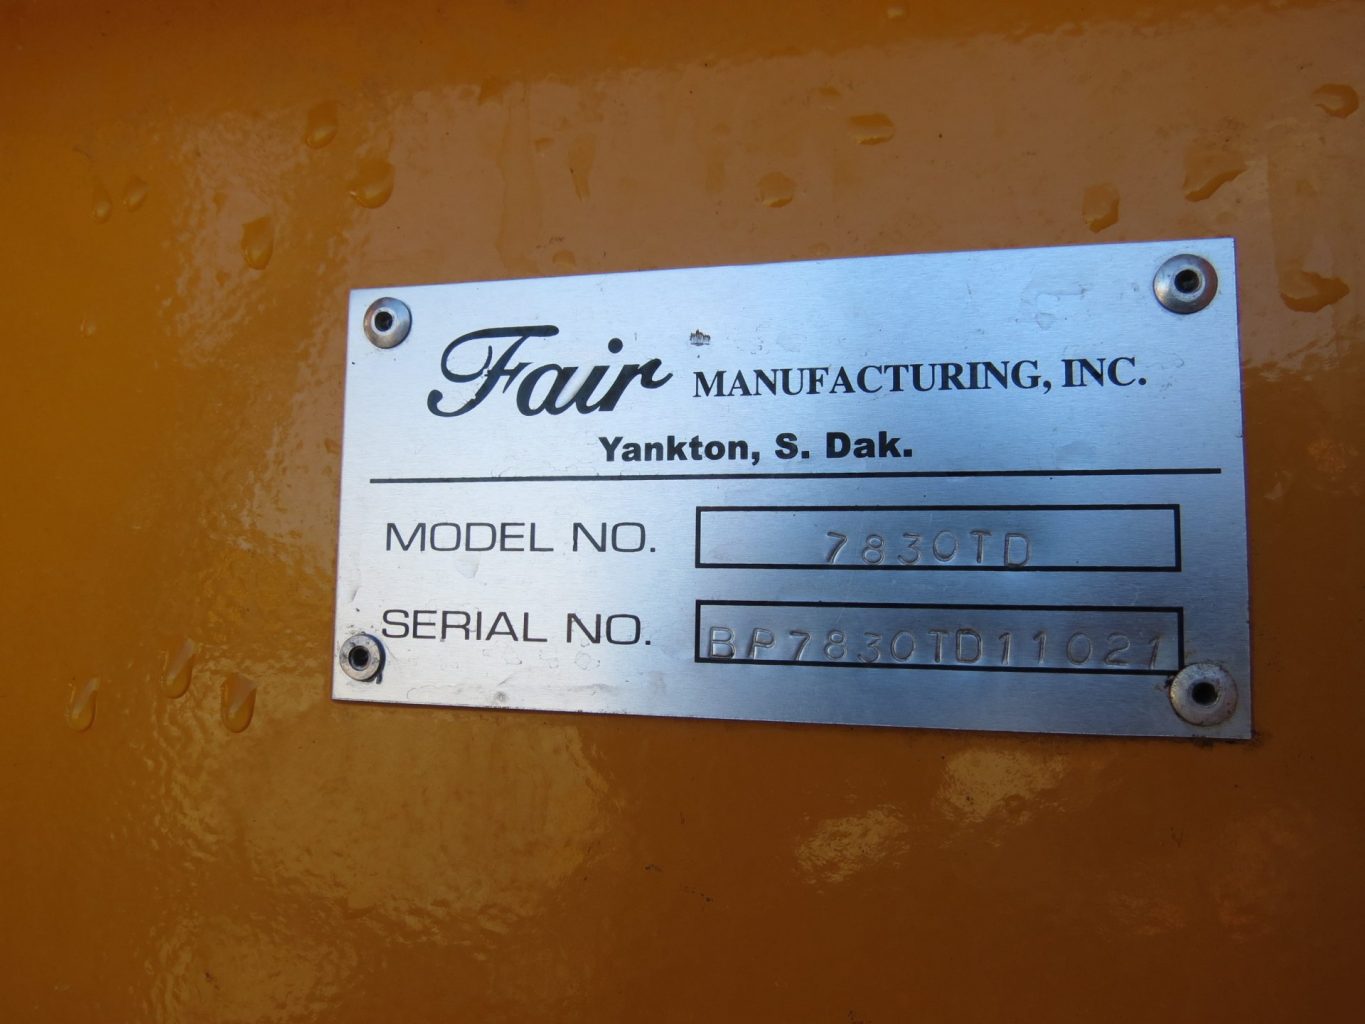 Fair MANUFACTURING, INC.
Yankton, S. Dak.
MODEL NO. 7830TD
SERIAL NO. BP7830TD11021